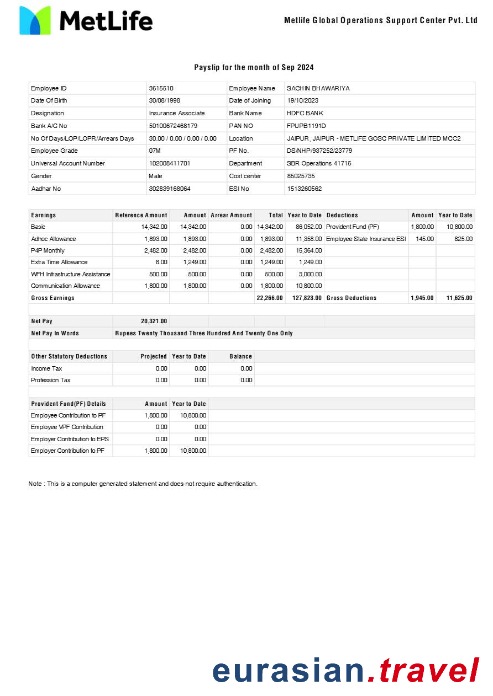 MetLife
Metlife Global Operations Support Center Pvt. Ltd
Payslip for the month of Sep 2024
Employee ID 3615610 Employee Name SACHIN BHAWARIYA
Date Of Birth 30/08/1998 Date of Joining 19/10/2023
Designation Insurance Associate Bank Name HDFC BANK
Bank A/C No 50100672468179 PAN NO FPUPB1191D
No Of Days/LOP/LOPR/Arrears Days 30.00 / 0.00 / 0.00 / 0.00 Location JAIPUR, JAIPUR - METLIFE GOSC PRIVATE LIMITED MCC2
Employee Grade 07M PF No. DS/NHP/937252/23779
Universal Account Number 102008411701 Department SBR Operations 41716
Gender Male Cost center 85025735
Aadhar No 302839168064 ESI No 1513260562
Earnings Reference Amount Amount Arrear Amount Total Year to Date Deductions Amount Year to Date
Basic 14,342.00 14,342.00 0.00 14,342.00 86,052.00 Provident Fund (PF) 1,800.00 10,800.00
Adhoc Allowance 1,893.00 1,893.00 0.00 1,893.00 11,358.00 Employee State Insurance ESI 145.00 825.00
P4P Monthly 2,482.00 2,482.00 0.00 2,482.00 15,364.00
Extra Time Allowance 0.00 1,249.00 0.00 1,249.00 1,249.00
WFH Infrastructure Assistance 500.00 500.00 0.00 500.00 3,000.00
Communication Allowance 1,800.00 1,800.00 0.00 1,800.00 10,800.00
Gross Earnings 22,266.00 127,823.00 Gross Deductions 1,945.00 11,625.00
Net Pay 20,321.00
Net Pay In Words Rupees Twenty Thousand Three Hundred And Twenty One Only
Other Statutory Deductions Projected Year to Date Balance
Income Tax 0.00 0.00 0.00
Profession Tax 0.00 0.00 0.00
Provident Fund(PF) Details Amount Year to Date
Employee Contribution to PF 1,800.00 10,800.00
Employee VPF Contribution 0.00 0.00
Employer Contribution to EPS 0.00 0.00
Employer Contribution to PF 1,800.00 10,800.00
Note : This is a computer generated statement and does not require authentication.
eurasian.travel